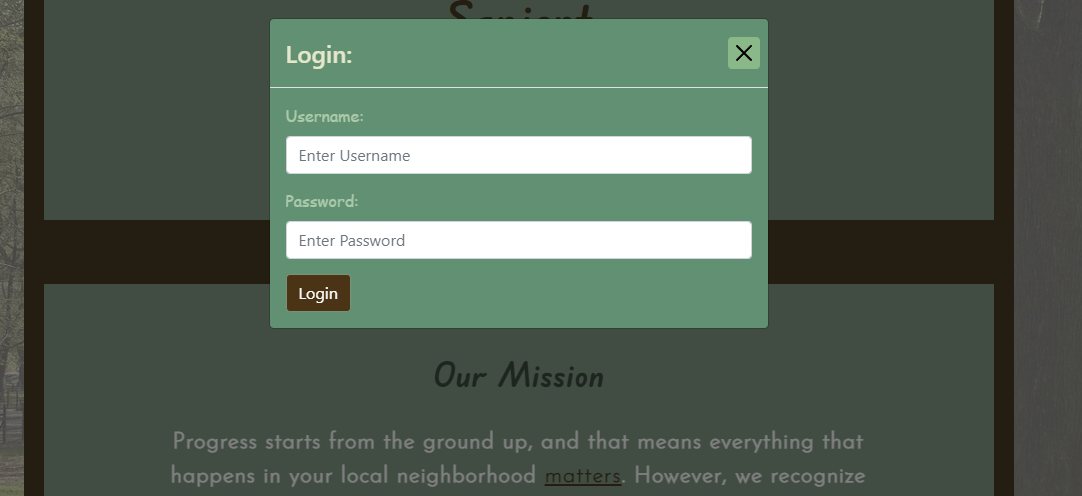 Login:
Username:
Enter Username
Password:
Enter Password
Login
Our Mission
Progress starts from the ground up, and that means everything that
happens in your local neighborhood matters. However, we recognize